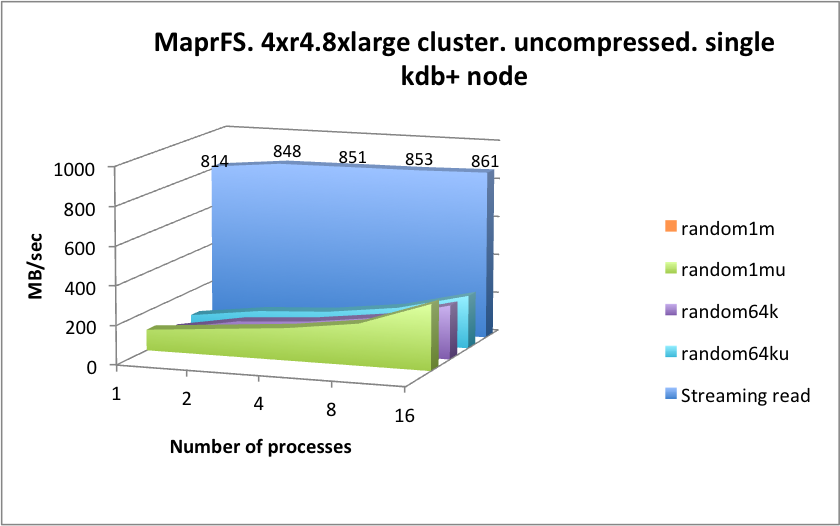 MaprFS. 4xr4.8xlarge cluster. uncompressed. single
kdb+ node
814 848 851 853 861
1000
800
600
400
200
0
MB/sec
1 2 4 8 16
Number of processes
random1m
random1mu
random64k
random64ku
Streaming read